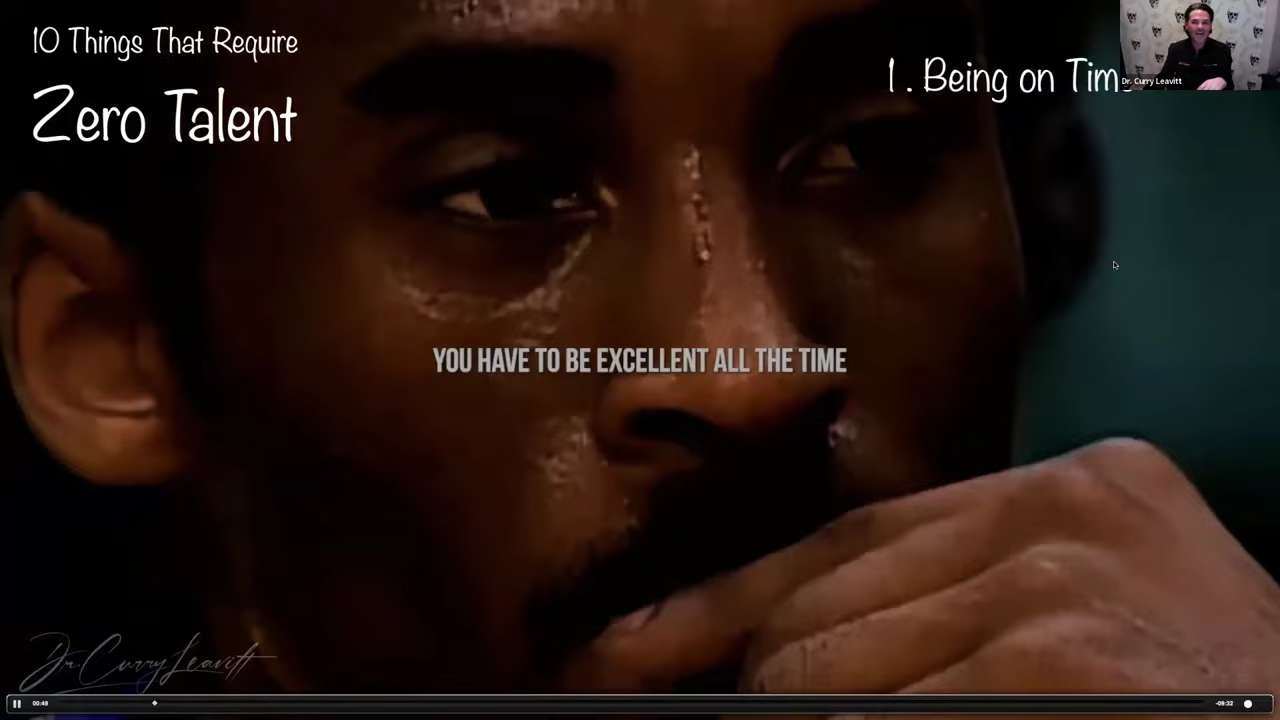 10 Things That Require
Zero Talent
1. Being on Time
Dr. Curry Leavitt
YOU HAVE TO BE EXCELLENT ALL THE TIME
Dr. Curry Leavitt
00:48
-09:32